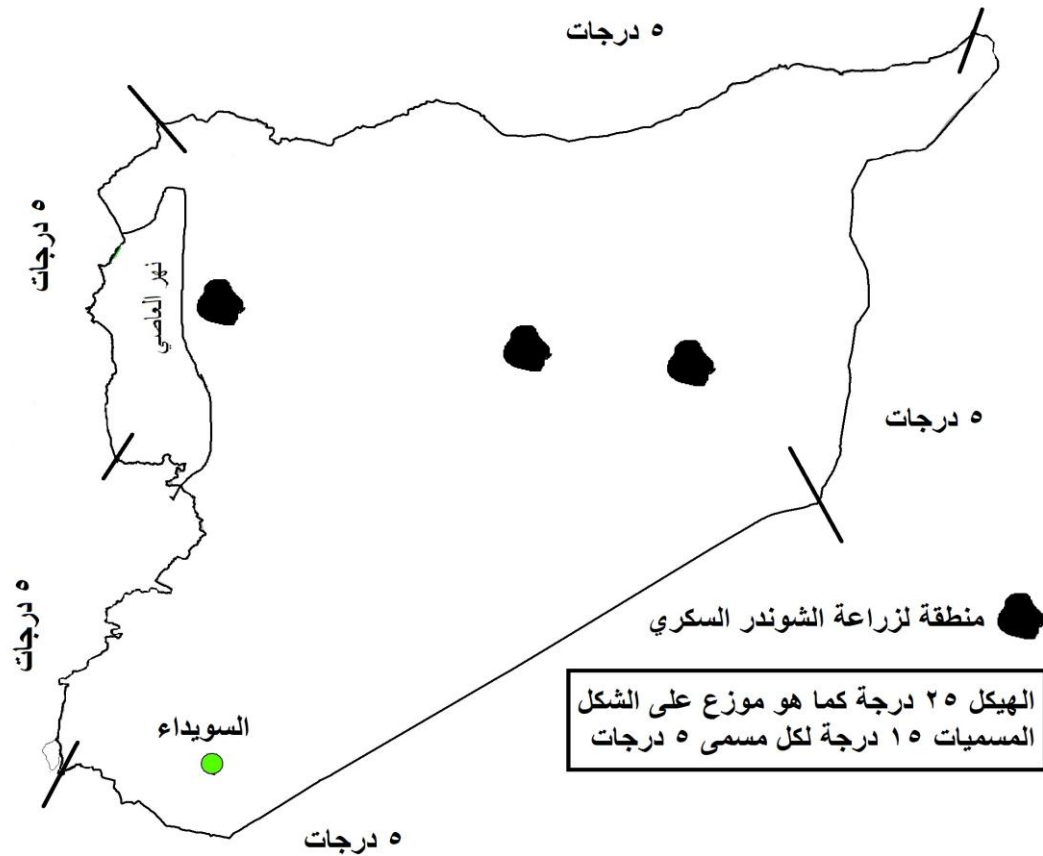 ٥ درجات
٥ درجات
نهر العاصي
٥ درجات
٥ درجات
منطقة لزراعة الشوندر السكري
السويداء
الهيكل ٢٥ درجة كما هو موزع على الشكل
المسميات ١٥ درجة لكل مسمى ٥ درجات
٥ درجات